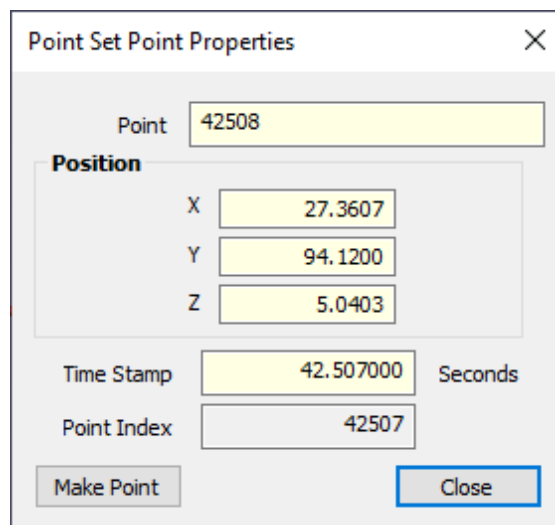 Point Set Point Properties
Point 42508
Position
X 27.3607
Y 94.1200
Z 5.0403
Time Stamp 42.507000 Seconds
Point Index 42507
Make Point Close